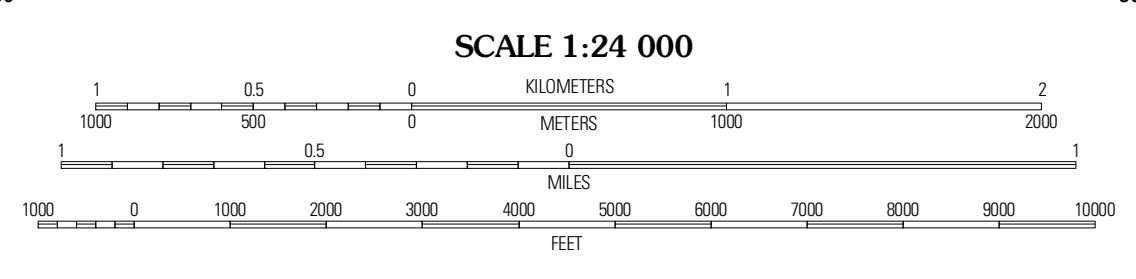 SCALE 1:24 000
1 0.5 0 KILOMETERS 1 2
1000 500 0 METERS 1000 2000
1 0.5 0 1
MILES
1000 0 1000 2000 3000 4000 5000 6000 7000 8000 9000 10000
FEET